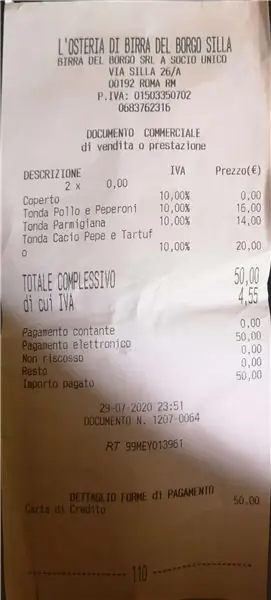 L'OSTERIA DI BIRRA DEL BORGO SILLA
BIRRA DEL BORGO SRL A SOCIO UNICO
VIA SILLA 26/A
00192 ROMA RM
P.IVA: 01503350702
0683762316
DOCUMENTO COMMERCIALE
di vendita o prestazione
DESCRIZIONE IVA Prezzo(€)
2 x 0,00
Coperto 10,00% 0,00
Tonda Pollo e Peperoni 10,00% 16,00
Tonda Parmigiana 10,00% 14,00
Tonda Cacio Pepe e Tartuf
o 10,00% 20,00
TOTALE COMPLESSIVO 50,00
di cui IVA 4,55
Pagamento contante 0,00
Pagamento elettronico 50,00
Non riscosso 0,00
Resto 0,00
Importo pagato 50,00
29-07-2020 23:51
DOCUMENTO N. 1207-0064
RT 99MEY013961
DETTAGLIO FORME di PAGAMENTO
Carta di Credito 50,00
110